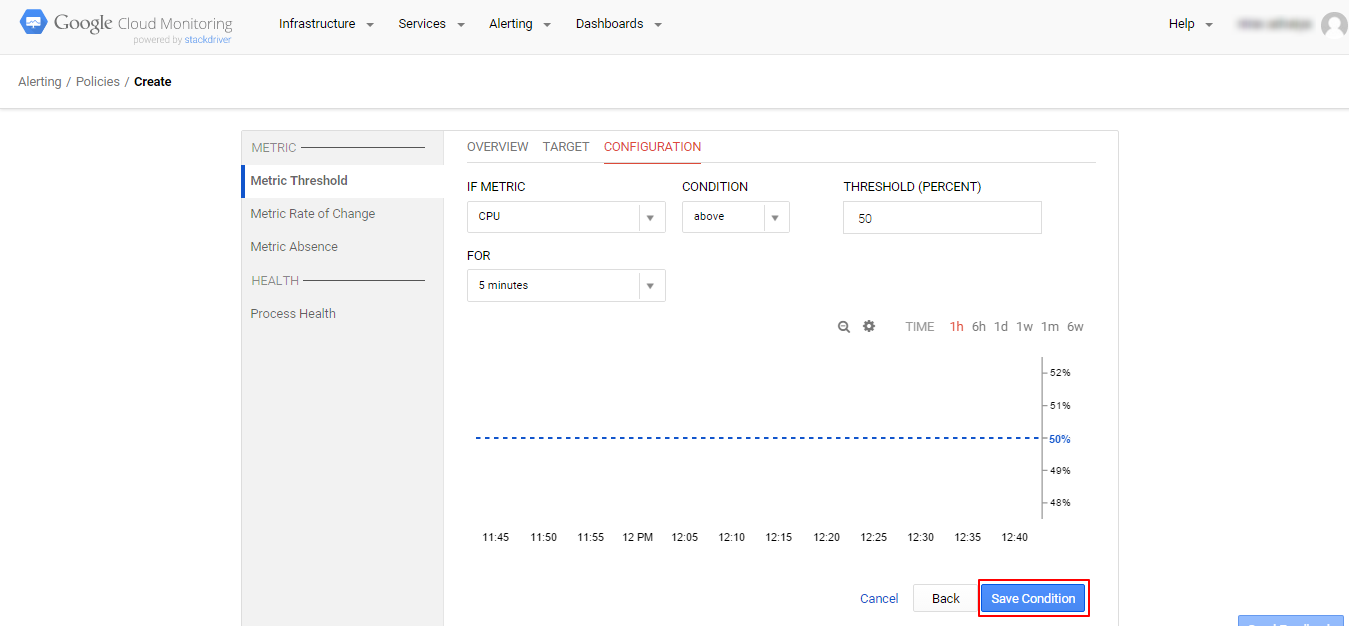 Google Cloud Monitoring
powered by stackdriver
Infrastructure Services Alerting Dashboards Help
Alerting / Policies / Create
METRIC
Metric Threshold
Metric Rate of Change
Metric Absence
HEALTH
Process Health
OVERVIEW TARGET CONFIGURATION
IF METRIC CONDITION THRESHOLD (PERCENT)
CPU above 50
FOR
5 minutes
TIME 1h 6h 1d 1w 1m 6w
52%
51%
50%
49%
48%
11:45 11:50 11:55 12 PM 12:05 12:10 12:15 12:20 12:25 12:30 12:35 12:40
Cancel Back Save Condition